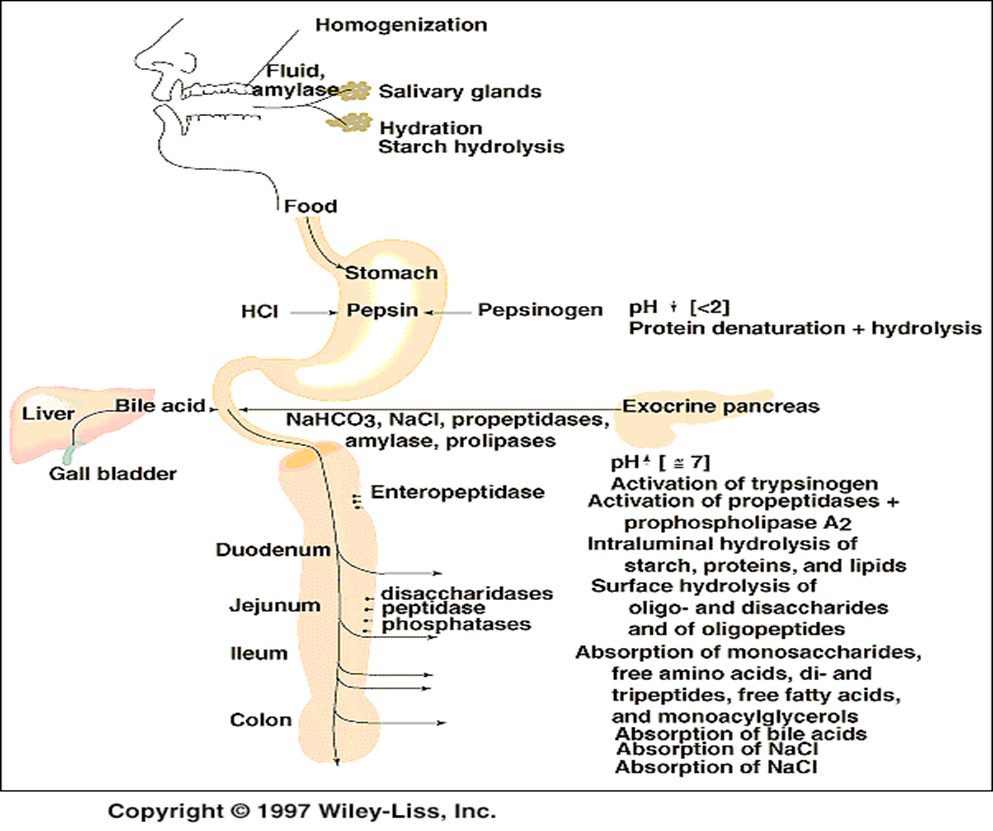 Homogenization
Fluid,
amylase
Salivary glands
Hydration
Starch hydrolysis
Food
Stomach
HCl
Pepsin
Pepsinogen
pH ↓ [<2]
Protein denaturation + hydrolysis
Liver
Bile acid
Gall bladder
NaHCO3, NaCl, propeptidases,
amylase, prolipases
Exocrine pancreas
pH↑ [ ≅ 7]
Enteropeptidase
Activation of trypsinogen
Activation of propeptidases +
prophospholipase A2
Duodenum
Intraluminal hydrolysis of
starch, proteins, and lipids
Jejunum
disaccharidases
peptidase
phosphatases
Surface hydrolysis of
oligo- and disaccharides
and of oligopeptides
Ileum
Absorption of monosaccharides,
free amino acids, di- and
tripeptides, free fatty acids,
and monoacylglycerols
Colon
Absorption of bile acids
Absorption of NaCl
Absorption of NaCl
Copyright © 1997 Wiley-Liss, Inc.